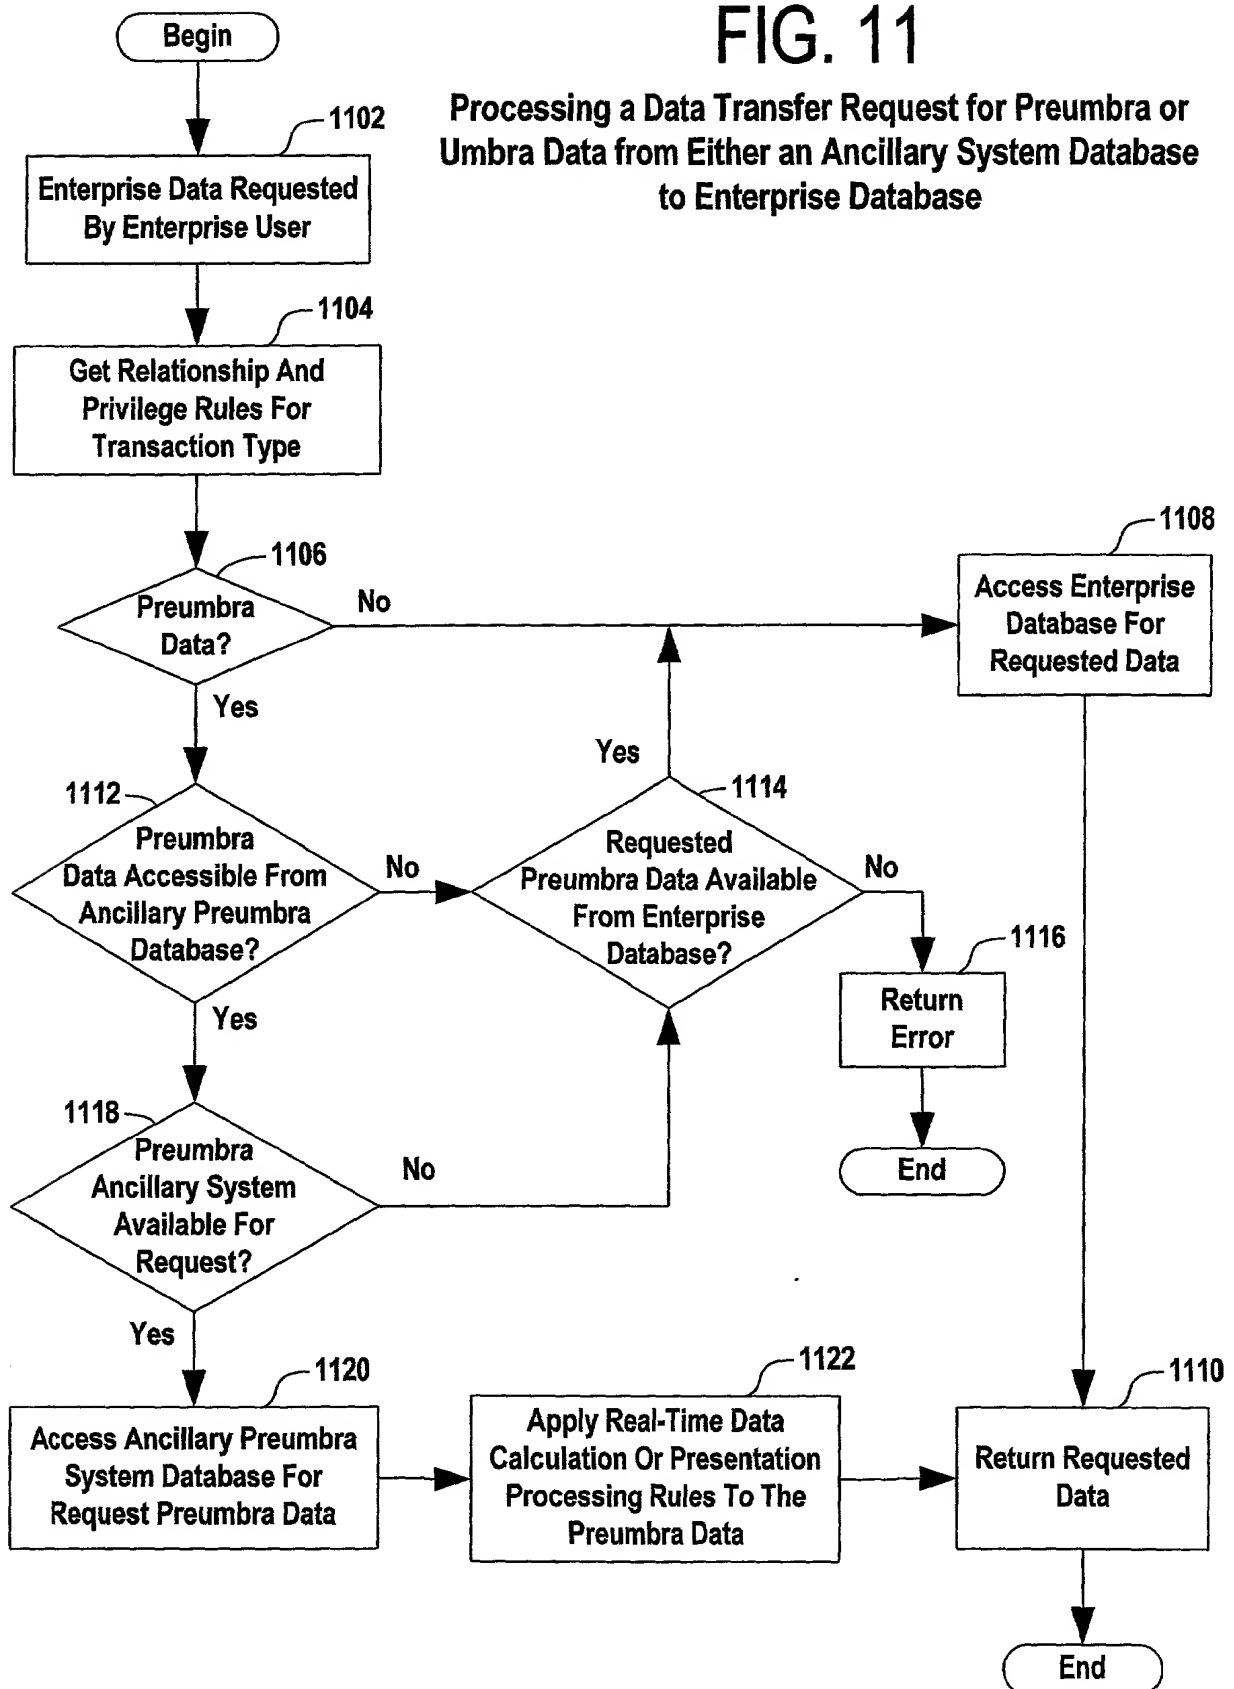 FIG. 11
Processing a Data Transfer Request for Preumbra or
Umbra Data from Either an Ancillary System Database
to Enterprise Database
Begin
1102
Enterprise Data Requested
By Enterprise User
1104
Get Relationship And
Privilege Rules For
Transaction Type
1106
Preumbra
Data?
No
Yes
1108
Access Enterprise
Database For
Requested Data
1112
Preumbra
Data Accessible From
Ancillary Preumbra
Database?
No
Yes
1114
Requested
Preumbra Data Available
From Enterprise
Database?
Yes
No
1116
Return
Error
End
1118
Preumbra
Ancillary System
Available For
Request?
No
Yes
1120
Access Ancillary Preumbra
System Database For
Request Preumbra Data
1122
Apply Real-Time Data
Calculation Or Presentation
Processing Rules To The
Preumbra Data
1110
Return Requested
Data
End